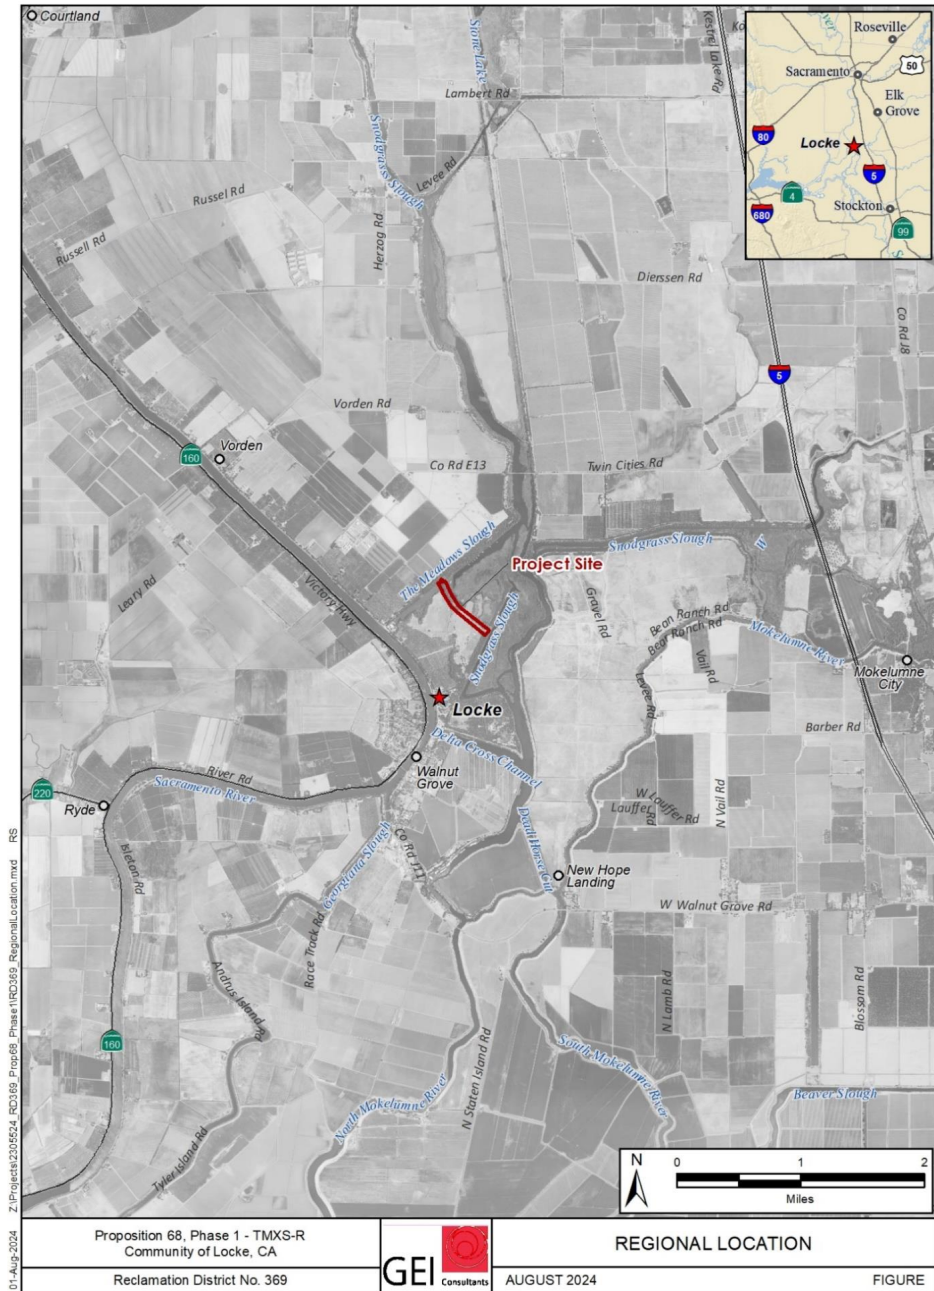 Courtland
Stone Lake
Kestrel Lake Rd
Lambert Rd
Snodgrass Slough
Levee Rd
Russel Rd
Herzog Rd
Russell Rd
Dierssen Rd
Co Rd J8
5
Vorden Rd
Vorden
160
Co Rd E13
Twin Cities Rd
Snodgrass Slough
The Meadows Slough
Project Site
Leary Rd
Victory Hwy
Gravel Rd
Snodgrass Slough
Bean Ranch Rd
Bear Ranch Rd
Mokelumne River
Vail Rd
Mokelumne
City
Levee Rd
Locke
Barber Rd
Delta Cross Channel
Walnut
Grove
River Rd
Sacramento River
220
Ryde
W Lauffer Rd
Lauffer
Rd
N Vail Rd
Dead Horse Cut
Isleton Rd
Georgiana Slough
Co Rd J11
New Hope
Landing
W Walnut Grove Rd
Race Track Rd
Andrus Island
Rd
N Lamb Rd
Blossom Rd
160
N Staten Island Rd
South Mokelumne River
North Mokelumne River
Beaver Slough
Tyler Island Rd
Roseville
50
Sacramento
Elk
Grove
80
Locke
5
4
Stockton
680
99
N
0 1 2
Miles
Z:\Projects\2305524_RD369_Prop68_Phase1\RD369_RegionalLocation.mxd RS
01-Aug-2024
Proposition 68, Phase 1 - TMXS-R
Community of Locke, CA
Reclamation District No. 369
GEI Consultants
REGIONAL LOCATION
AUGUST 2024 FIGURE